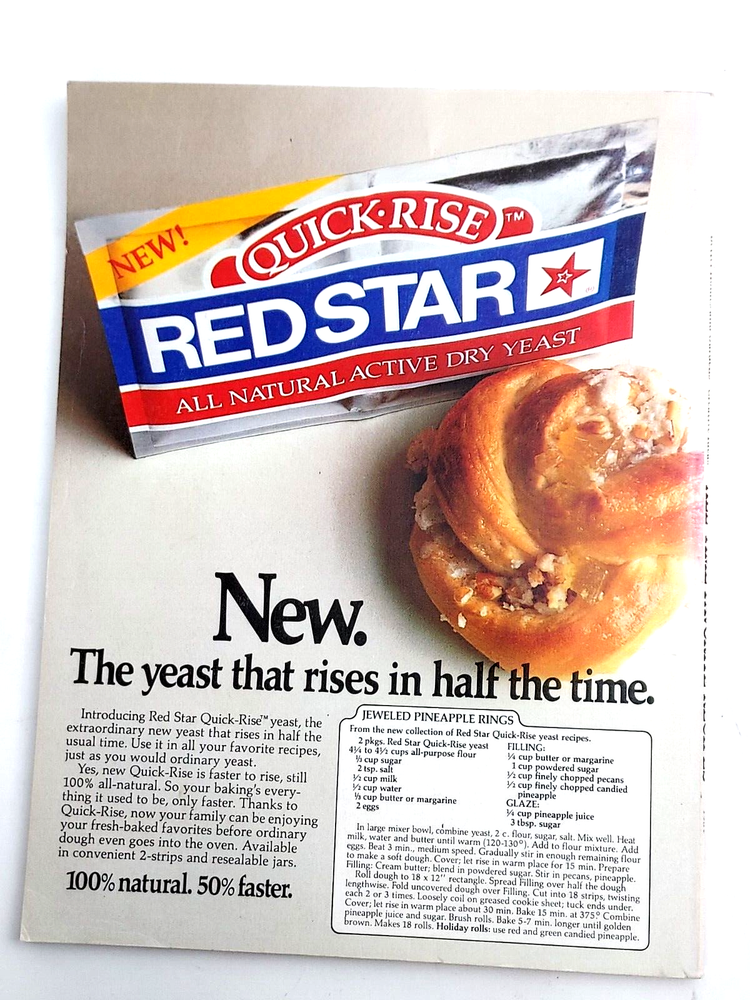 NEW!
QUICK·RISE™
RED STAR
ALL NATURAL ACTIVE DRY YEAST
New.
The yeast that rises in half the time.
Introducing Red Star Quick-Rise™ yeast, the
extraordinary new yeast that rises in half the
usual time. Use it in all your favorite recipes,
just as you would ordinary yeast.
Yes, new Quick-Rise is faster to rise, still
100% all-natural. So your baking's every-
thing it used to be, only faster. Thanks to
Quick-Rise, now your family can be enjoying
your fresh-baked favorites before ordinary
dough even goes into the oven. Available
in convenient 2-strips and resealable jars.
100% natural. 50% faster.
JEWELED PINEAPPLE RINGS
From the new collection of Red Star Quick-Rise yeast recipes.
2 pkgs. Red Star Quick-Rise yeast
4¼ to 4½ cups all-purpose flour
⅓ cup sugar
2 tsp. salt
½ cup milk
½ cup water
⅓ cup butter or margarine
2 eggs
FILLING:
¼ cup butter or margarine
1 cup powdered sugar
½ cup finely chopped pecans
½ cup finely chopped candied
pineapple
GLAZE:
¼ cup pineapple juice
3 tbsp. sugar
In large mixer bowl, combine yeast, 2 c. flour, sugar, salt. Mix well. Heat
milk, water and butter until warm (120-130°). Add to flour mixture. Add
eggs. Beat 3 min., medium speed. Gradually stir in enough remaining flour
to make a soft dough. Cover; let rise in warm place for 15 min. Prepare
Filling: Cream butter; blend in powdered sugar. Stir in pecans, pineapple.
Roll dough to 18 x 12" rectangle. Spread Filling over half the dough
lengthwise. Fold uncovered dough over Filling. Cut into 18 strips, twisting
each 2 or 3 times. Loosely coil on greased cookie sheet; tuck ends under.
Cover; let rise in warm place about 30 min. Bake 15 min. at 375°. Combine
pineapple juice and sugar. Brush rolls. Bake 5-7 min. longer until golden
brown. Makes 18 rolls. Holiday rolls: use red and green candied pineapple.